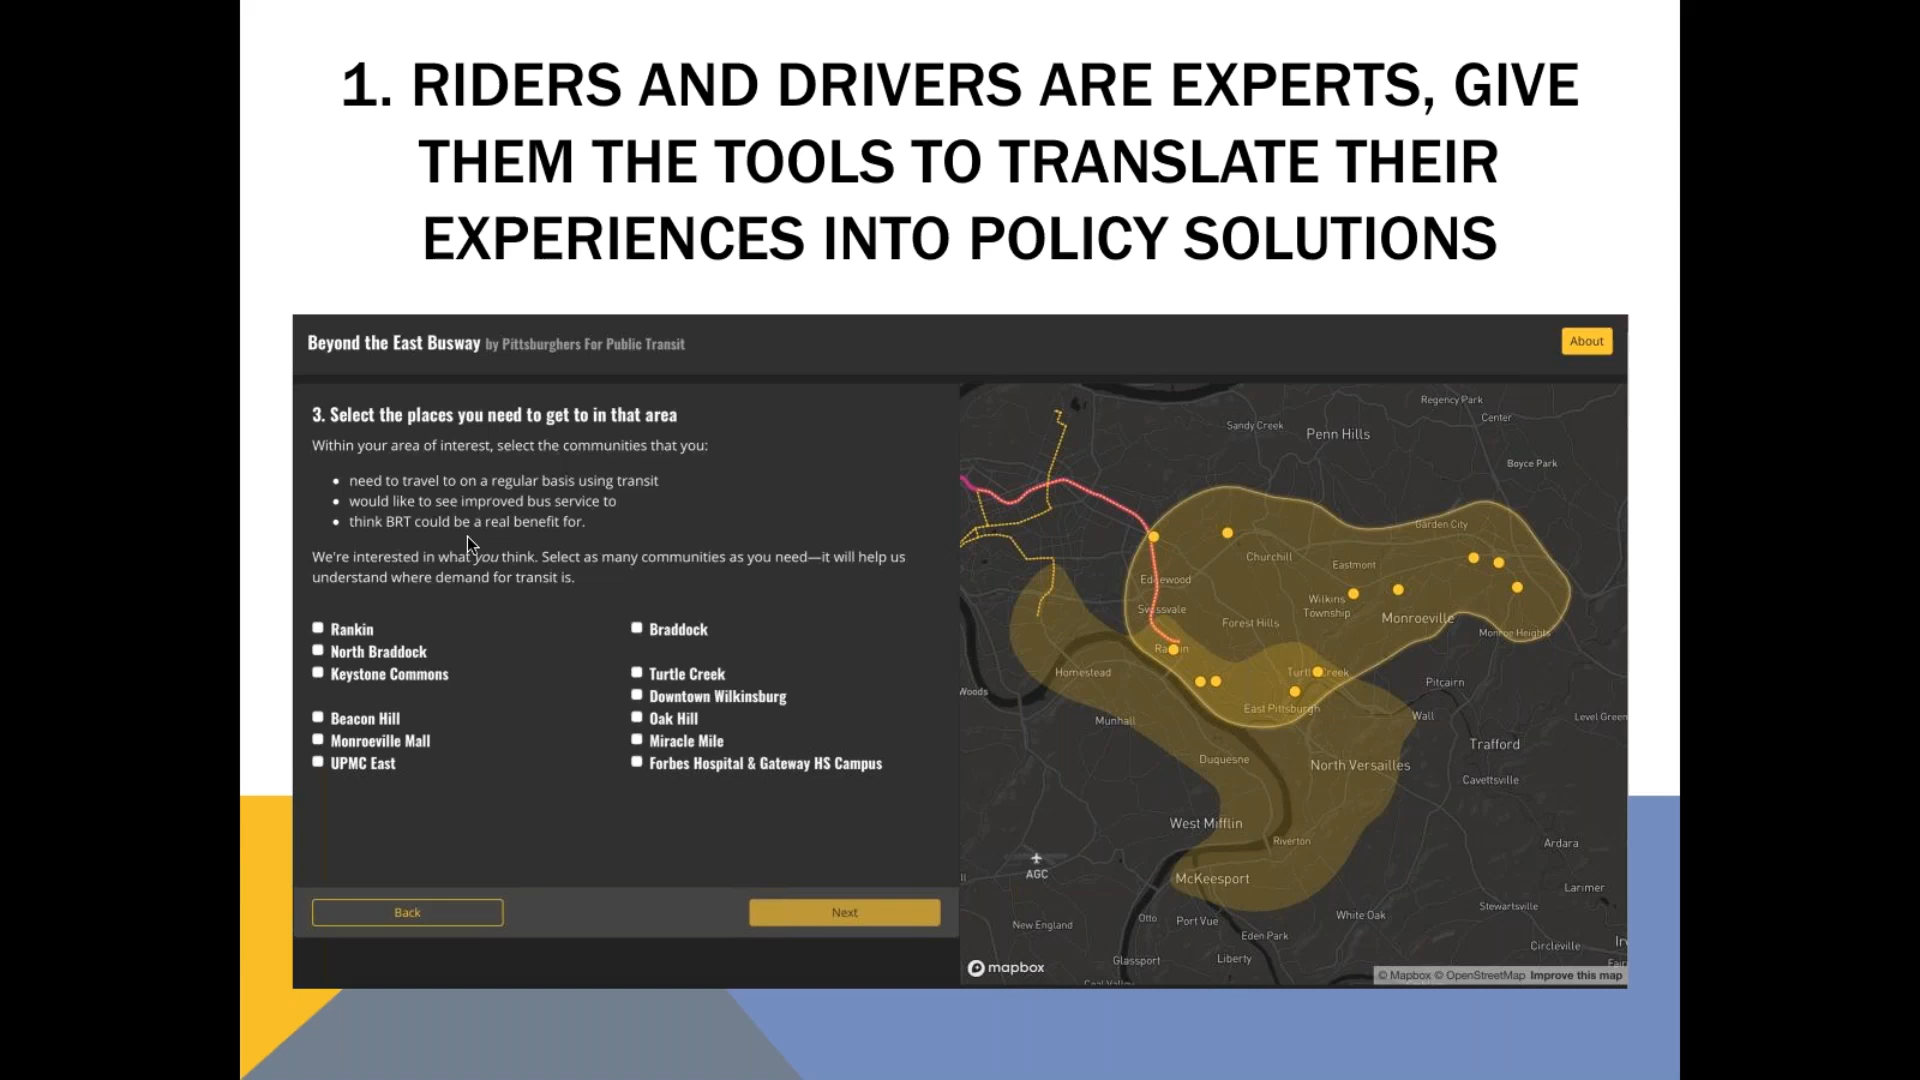 1. RIDERS AND DRIVERS ARE EXPERTS, GIVE
THEM THE TOOLS TO TRANSLATE THEIR
EXPERIENCES INTO POLICY SOLUTIONS
Beyond the East Busway by Pittsburghers For Public Transit
About
3. Select the places you need to get to in that area
Within your area of interest, select the communities that you:
• need to travel to on a regular basis using transit
• would like to see improved bus service to
• think BRT could be a real benefit for.
We're interested in what you think. Select as many communities as you need—it will help us
understand where demand for transit is.
Rankin
Braddock
North Braddock
Keystone Commons
Turtle Creek
Downtown Wilkinsburg
Beacon Hill
Oak Hill
Monroeville Mall
Miracle Mile
UPMC East
Forbes Hospital & Gateway HS Campus
Back
Next
Regency Park
Center
Sandy Creek
Penn Hills
Boyce Park
Garden City
Churchill
Eastmont
Edgewood
Wilkins
Township
Swissvale
Monroeville
Forest Hills
Monroe Heights
Rankin
Homestead
Turtle Creek
Pitcairn
Woods
East Pittsburgh
Munhall
Wall
Level Green
Trafford
Duquesne
North Versailles
Cavettsville
West Mifflin
Riverton
Ardara
AGC
McKeesport
Larimer
Stewartsville
Otto
Port Vue
White Oak
New England
Eden Park
Circleville
Glassport
Liberty
mapbox
© Mapbox © OpenStreetMap Improve this map